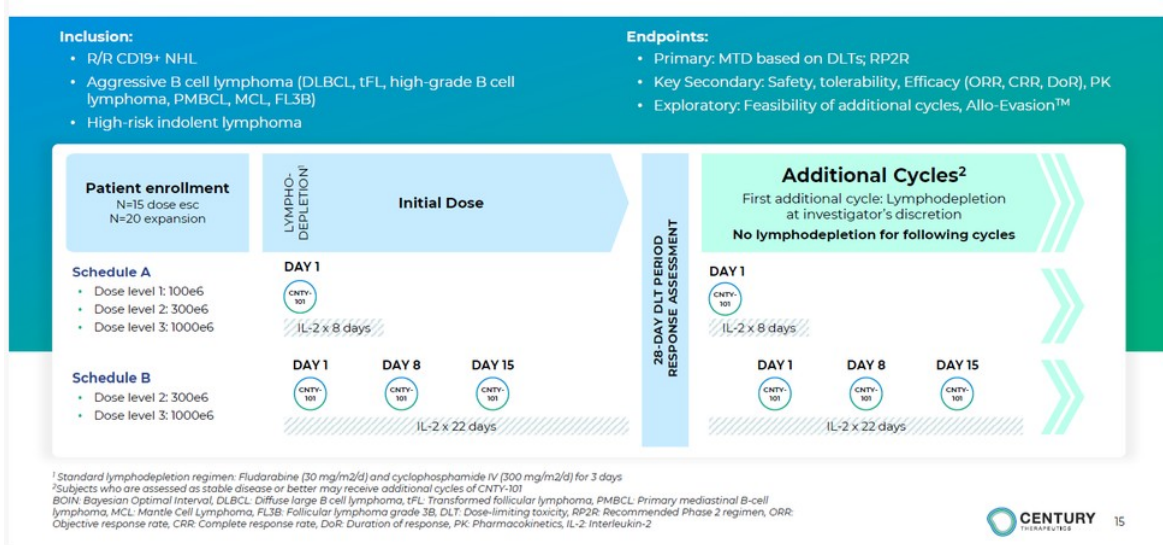 Inclusion:
• R/R CD19+ NHL
• Aggressive B cell lymphoma (DLBCL, tFL, high-grade B cell
lymphoma, PMBCL, MCL, FL3B)
• High-risk indolent lymphoma
Endpoints:
• Primary: MTD based on DLTs; RP2R
• Key Secondary: Safety, tolerability, Efficacy (ORR, CRR, DoR), PK
• Exploratory: Feasibility of additional cycles, Allo-Evasion™
Patient enrollment
N=15 dose esc
N=20 expansion
LYMPHO-
DEPLETION¹
Initial Dose
28-DAY DLT PERIOD
RESPONSE ASSESSMENT
Additional Cycles²
First additional cycle: Lymphodepletion
at investigator's discretion
No lymphodepletion for following cycles
Schedule A
• Dose level 1: 100e6
• Dose level 2: 300e6
• Dose level 3: 1000e6
DAY 1
CNTY-
101
IL-2 x 8 days
DAY 1
CNTY-
101
IL-2 x 8 days
Schedule B
• Dose level 2: 300e6
• Dose level 3: 1000e6
DAY 1 DAY 8 DAY 15
CNTY- CNTY- CNTY-
101 101 101
IL-2 x 22 days
DAY 1 DAY 8 DAY 15
CNTY- CNTY- CNTY-
101 101 101
IL-2 x 22 days
¹ Standard lymphodepletion regimen: Fludarabine (30 mg/m2/d) and cyclophosphamide IV (300 mg/m2/d) for 3 days
²Subjects who are assessed as stable disease or better may receive additional cycles of CNTY-101
BOIN: Bayesian Optimal Interval, DLBCL: Diffuse large B cell lymphoma, tFL: Transformed follicular lymphoma, PMBCL: Primary mediastinal B-cell
lymphoma, MCL: Mantle Cell Lymphoma, FL3B: Follicular lymphoma grade 3B, DLT: Dose-limiting toxicity, RP2R: Recommended Phase 2 regimen, ORR:
Objective response rate, CRR: Complete response rate, DoR: Duration of response, PK: Pharmacokinetics, IL-2: Interleukin-2
CENTURY
THERAPEUTICS
15